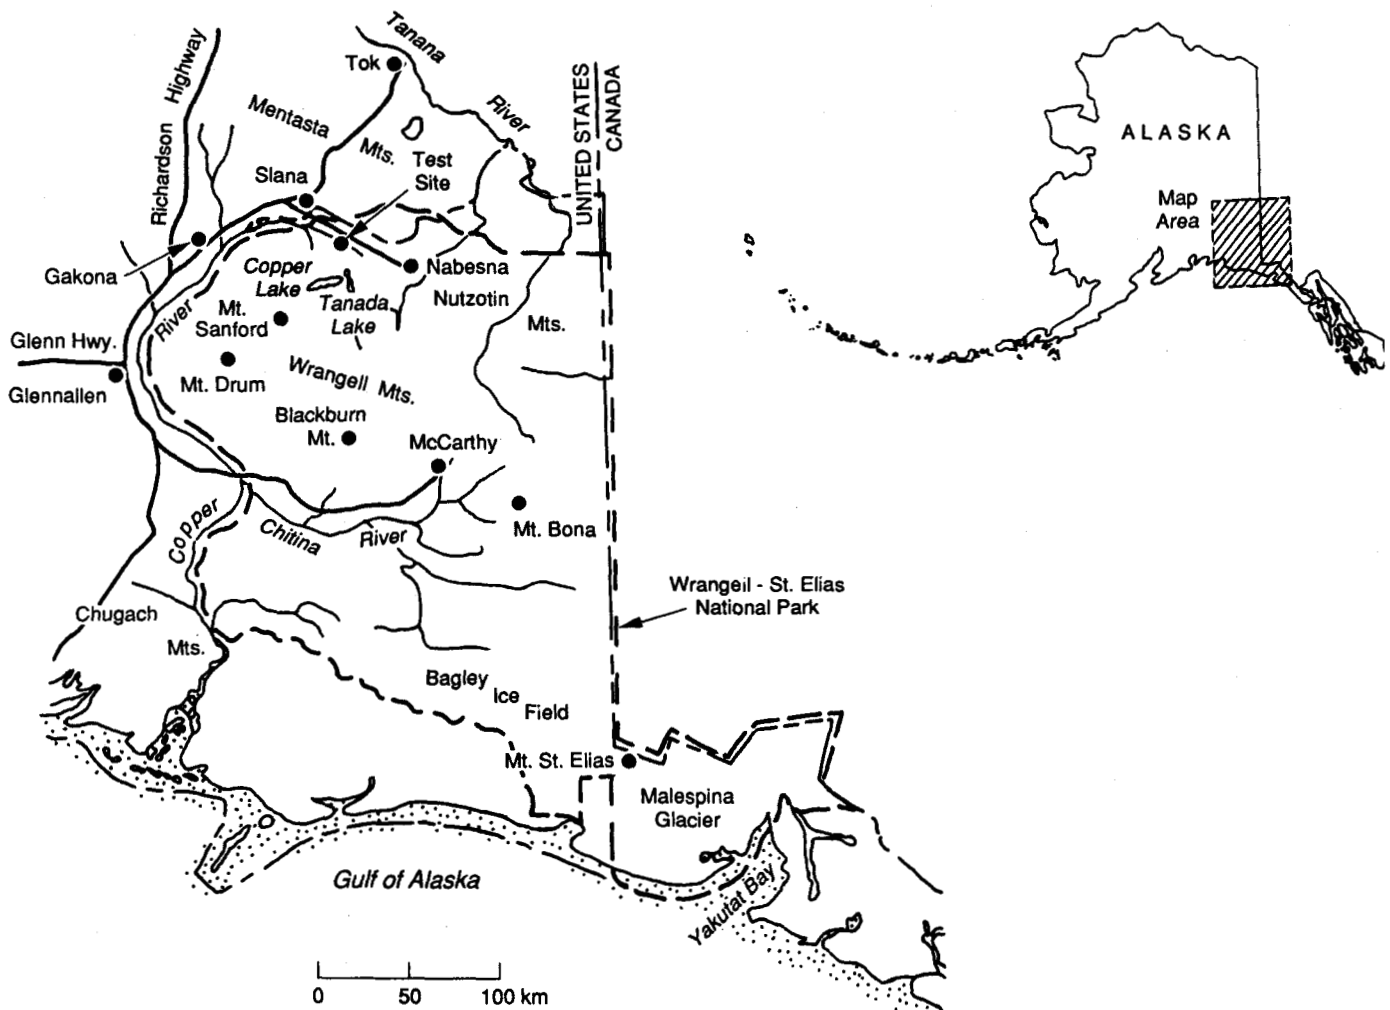 Tanana
River
Tok
Richardson Highway
Mentasta
Mts.
UNITED STATES
CANADA
Test
Site
Slana
Gakona
Copper
Lake
Nabesna
Nutzotin
Mts.
Tanada
Lake
River
Mt.
Sanford
Glenn Hwy.
Glennallen
Mt. Drum
Wrangell Mts.
Blackburn
Mt.
McCarthy
Mt. Bona
Copper
Chitina
River
Wrangeil - St. Elias
National Park
Chugach
Mts.
Bagley
Ice
Field
Mt. St. Elias
Malespina
Glacier
Yakutat Bay
Gulf of Alaska
0 50 100 km
ALASKA
Map
Area